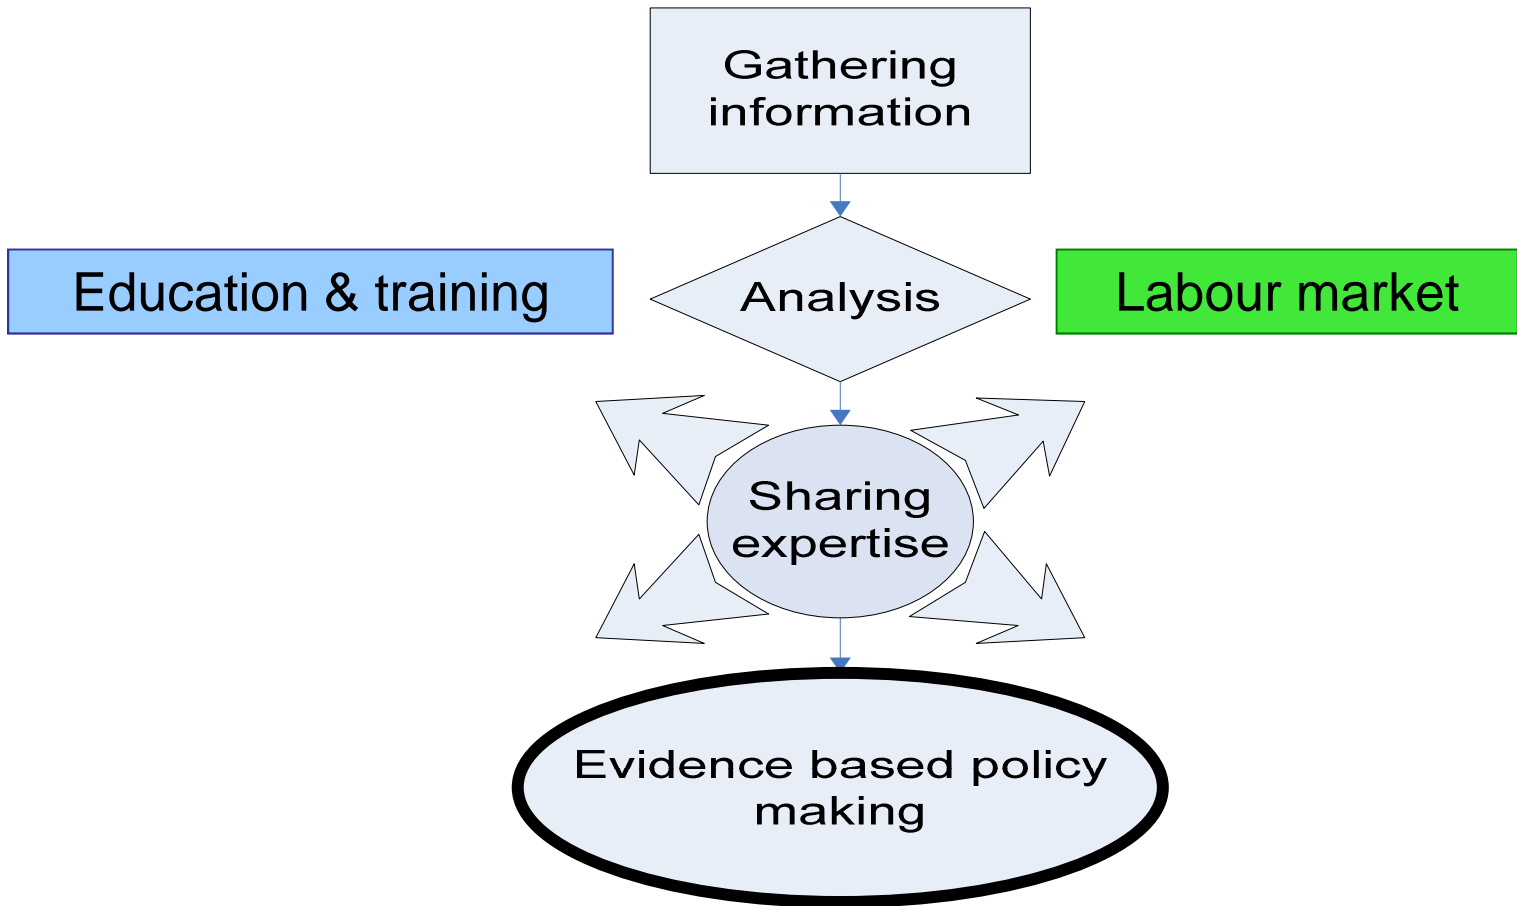 Gathering
information
Education & training
Analysis
Labour market
Sharing
expertise
Evidence based policy
making